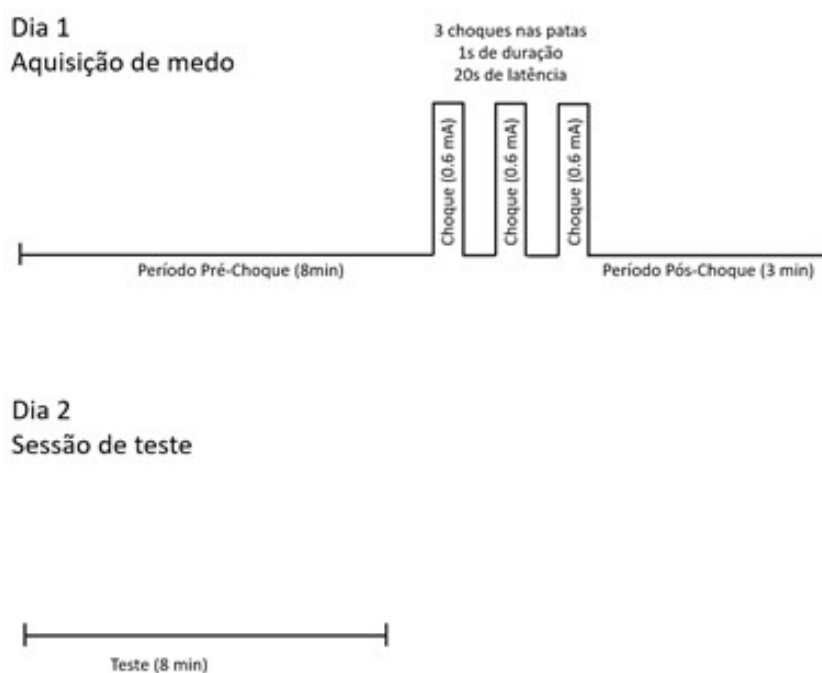 Dia 1
Aquisição de medo
3 choques nas patas
1s de duração
20s de latência
Choque (0.6 mA)
Choque (0.6 mA)
Choque (0.6 mA)
Período Pré-Choque (8min)
Período Pós-Choque (3 min)
Dia 2
Sessão de teste
Teste (8 min)